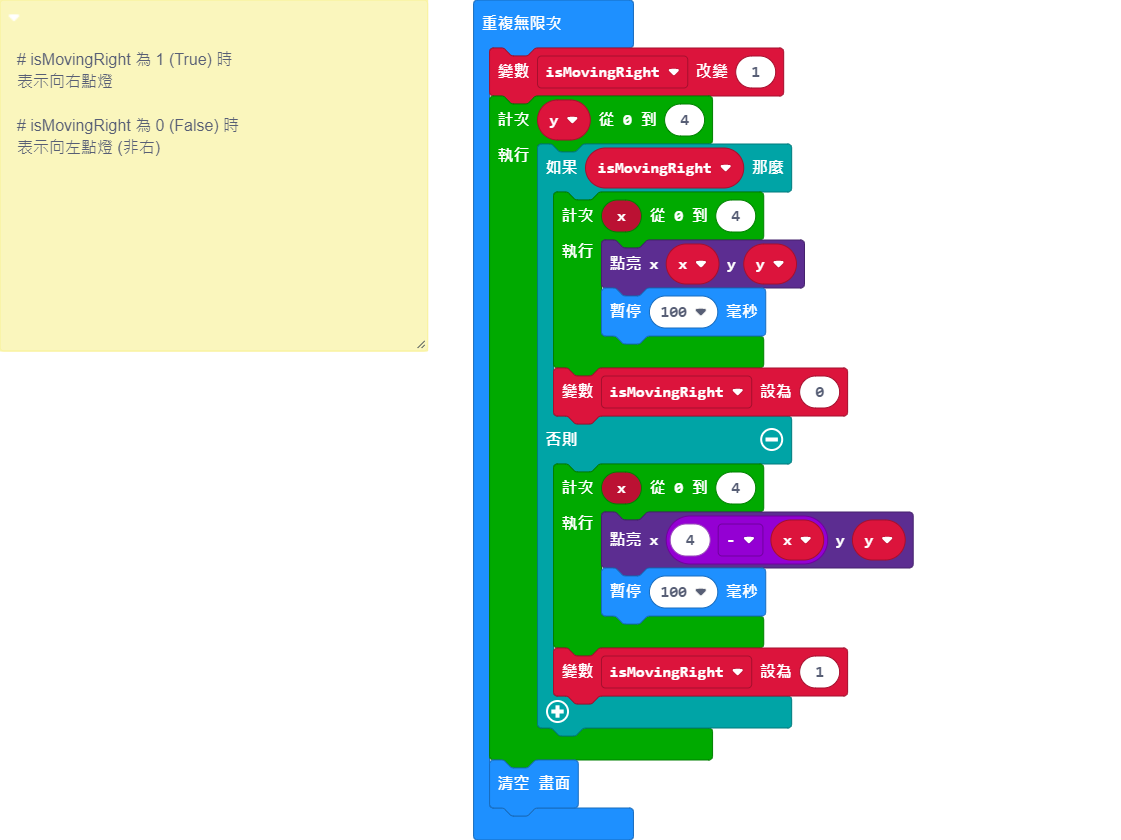 # isMovingRight 為 1 (True) 時
表示向右點燈
# isMovingRight 為 0 (False) 時
表示向左點燈 (非右)
重複無限次
變數 isMovingRight 改變 1
計次 y 從 0 到 4
執行
如果 isMovingRight 那麼
計次 x 從 0 到 4
執行
點亮 x x y y
暫停 100 毫秒
變數 isMovingRight 設為 0
否則
計次 x 從 0 到 4
執行
點亮 x 4 - x y y
暫停 100 毫秒
變數 isMovingRight 設為 1
清空 畫面